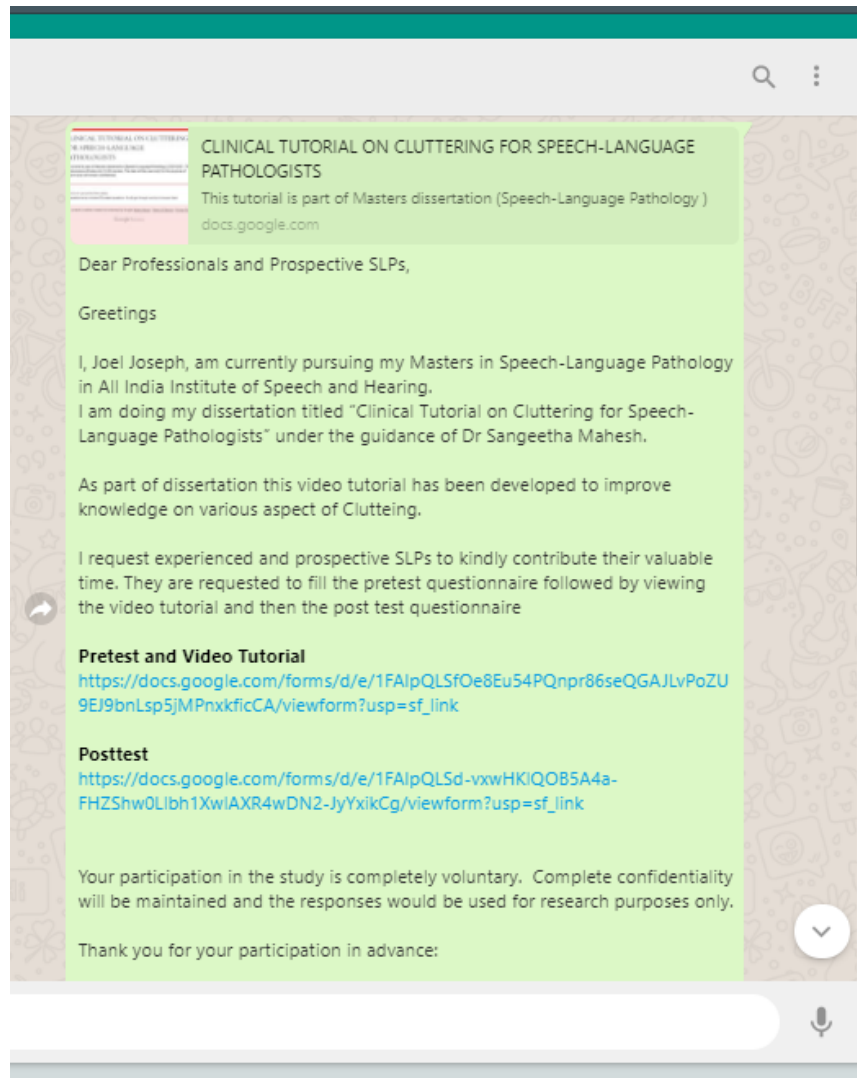 CLINICAL TUTORIAL ON CLUTTERING FOR SPEECH-LANGUAGE
PATHOLOGISTS
This tutorial is part of Masters dissertation (Speech-Language Pathology )
docs.google.com
Dear Professionals and Prospective SLPs,
Greetings
I, Joel Joseph, am currently pursuing my Masters in Speech-Language Pathology
in All India Institute of Speech and Hearing.
I am doing my dissertation titled “Clinical Tutorial on Cluttering for Speech-
Language Pathologists” under the guidance of Dr Sangeetha Mahesh.
As part of dissertation this video tutorial has been developed to improve
knowledge on various aspect of Clutteing.
I request experienced and prospective SLPs to kindly contribute their valuable
time. They are requested to fill the pretest questionnaire followed by viewing
the video tutorial and then the post test questionnaire
Pretest and Video Tutorial
https://docs.google.com/forms/d/e/1FAIpQLSfOe8Eu54PQnpr86seQGAJLvPoZU
9EJ9bnLsp5jMPnxkficCA/viewform?usp=sf_link
Posttest
https://docs.google.com/forms/d/e/1FAIpQLSd-vxwHKIQOB5A4a-
FHZShw0LIbh1XwIAXR4wDN2-JyYxikCg/viewform?usp=sf_link
Your participation in the study is completely voluntary.  Complete confidentiality
will be maintained and the responses would be used for research purposes only.
Thank you for your participation in advance: